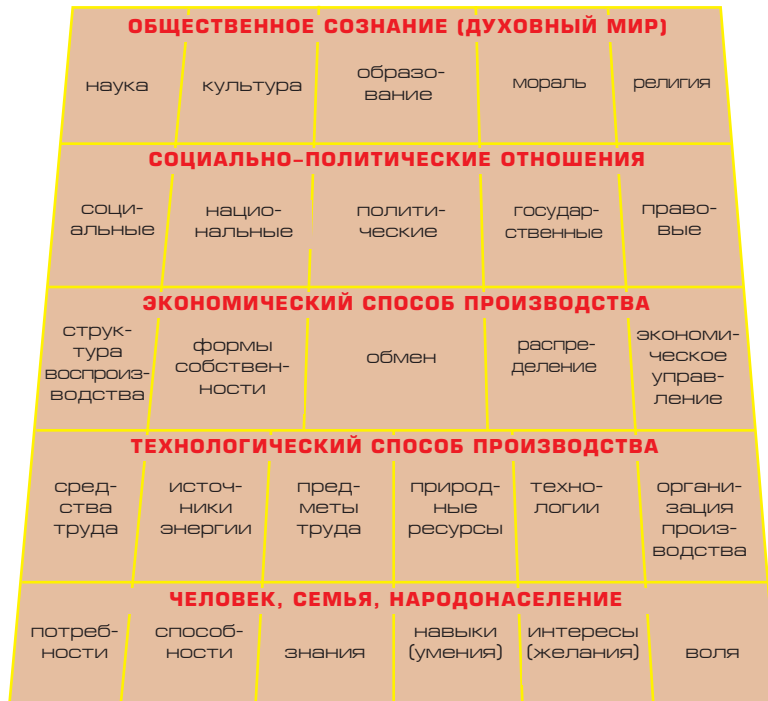 ОБЩЕСТВЕННОЕ СОЗНАНИЕ (ДУХОВНЫЙ МИР)
наука
культура
образо-
вание
мораль
религия
СОЦИАЛЬНО-ПОЛИТИЧЕСКИЕ ОТНОШЕНИЯ
соци-
альные
нацио-
нальные
полити-
ческие
государ-
ственные
право-
вые
ЭКОНОМИЧЕСКИЙ СПОСОБ ПРОИЗВОДСТВА
струк-
тура
воспроиз-
водства
формы
собствен-
ности
обмен
распре-
деление
экономи-
ческое
управ-
ление
ТЕХНОЛОГИЧЕСКИЙ СПОСОБ ПРОИЗВОДСТВА
сред-
ства
труда
источ-
ники
энергии
пред-
меты
труда
природ-
ные
ресурсы
техно-
логии
органи-
зация
произ-
водства
ЧЕЛОВЕК, СЕМЬЯ, НАРОДОНАСЕЛЕНИЕ
потреб-
ности
способ-
ности
знания
навыки
(умения)
интересы
(желания)
воля